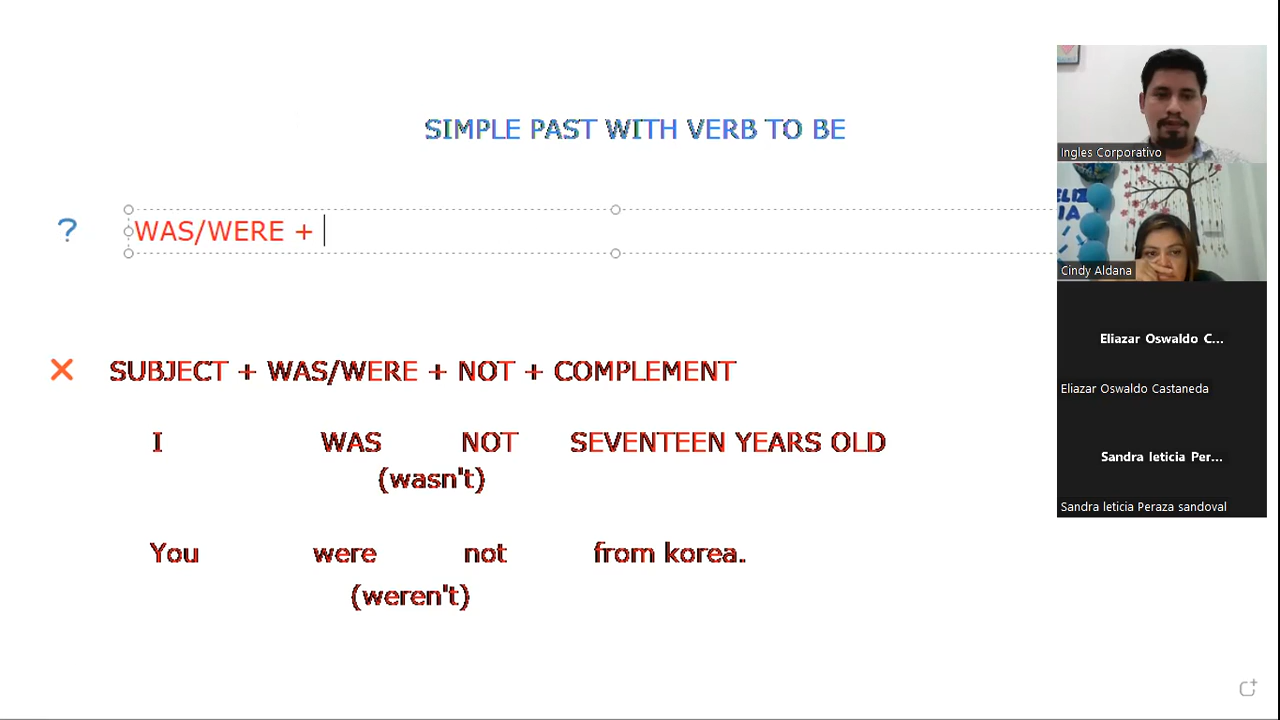 SIMPLE PAST WITH VERB TO BE
? WAS/WERE +
SUBJECT + WAS/WERE + NOT + COMPLEMENT
I WAS NOT SEVENTEEN YEARS OLD
(wasn't)
You were not from korea.
(weren't)
Ingles Corporativo
ELIZ
IA
Cindy Aldana
Eliazar Oswaldo C...
Eliazar Oswaldo Castaneda
Sandra leticia Per...
Sandra leticia Peraza sandoval